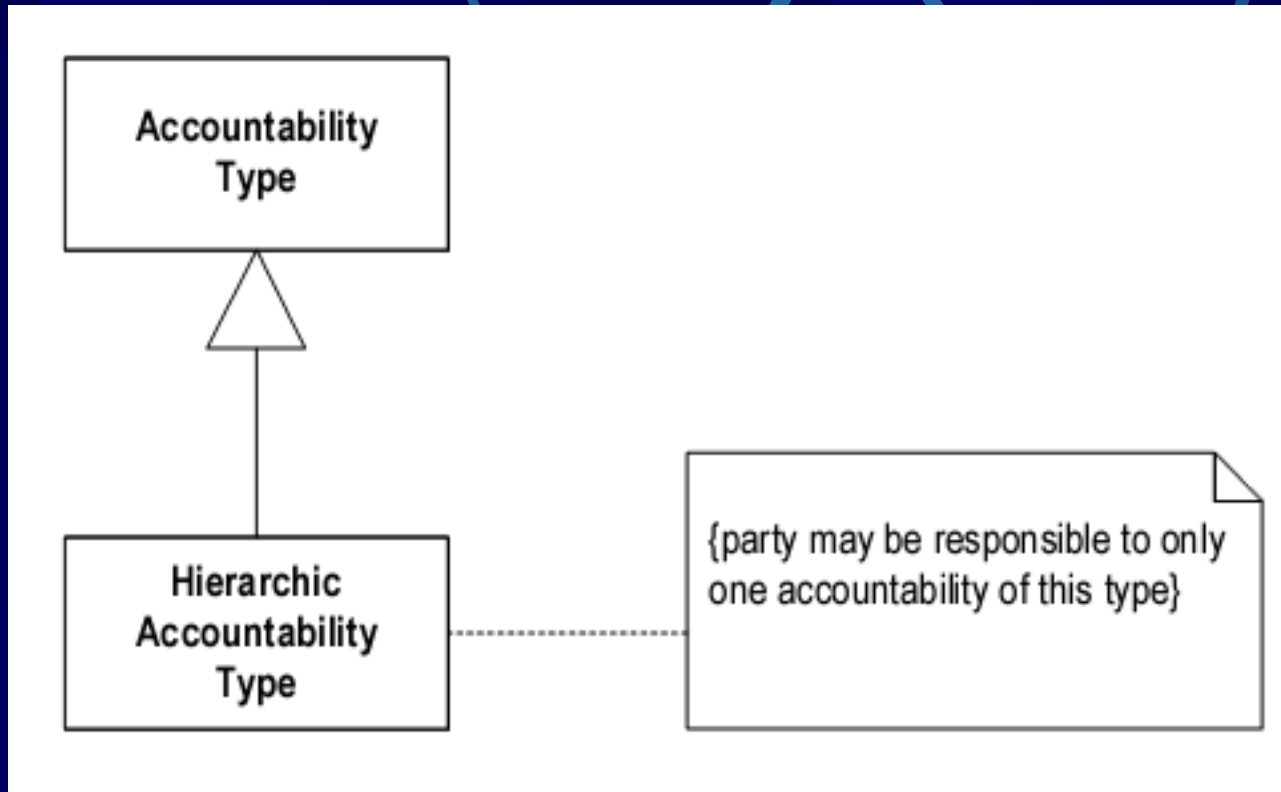 Accountability
Type
Hierarchic
Accountability
Type
{party may be responsible to only
one accountability of this type}